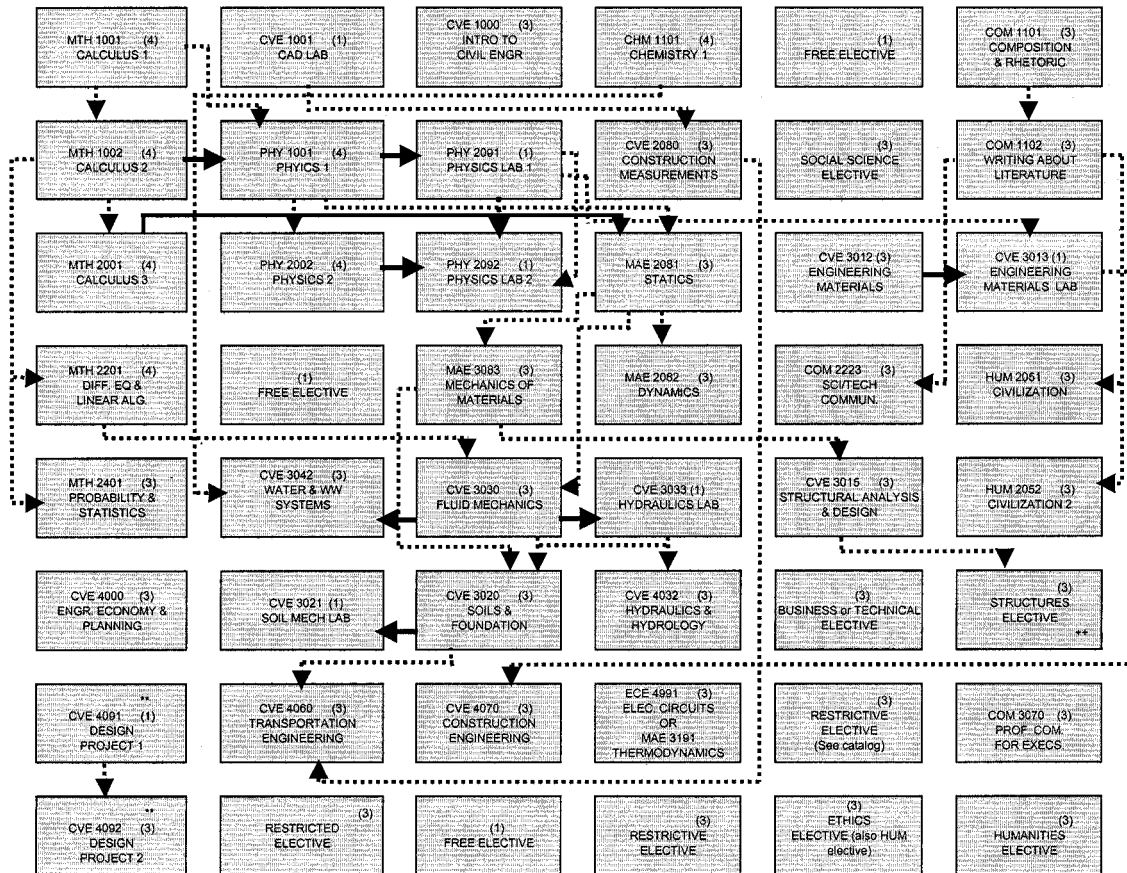 MTH 1001 (4)
CALCULUS 1
CVE 1001 (1)
CAD LAB
CVE 1000 (3)
INTRO TO
CIVIL ENGR
CHM 1101 (4)
CHEMISTRY 1
(1)
FREE ELECTIVE
COM 1101 (3)
COMPOSITION
& RHETORIC
MTH 1002 (4)
CALCULUS 2
PHY 1001 (4)
PHYICS 1
PHY 2091 (1)
PHYSICS LAB 1
CVE 2080 (3)
CONSTRUCTION
MEASUREMENTS
(3)
SOCIAL SCIENCE
ELECTIVE
COM 1102 (3)
WRITING ABOUT
LITERATURE
MTH 2001 (4)
CALCULUS 3
PHY 2002 (4)
PHYSICS 2
PHY 2092 (1)
PHYSICS LAB 2
MAE 2081 (3)
STATICS
CVE 3012 (3)
ENGINEERING
MATERIALS
CVE 3013 (1)
ENGINEERING
MATERIALS LAB
MTH 2201 (4)
DIFF. EQ &
LINEAR ALG.
(1)
FREE ELECTIVE
MAE 3083 (3)
MECHANICS OF
MATERIALS
MAE 2082 (3)
DYNAMICS
COM 2223 (3)
SCI/TECH
COMMUN.
HUM 2051 (3)
CIVILIZATION
MTH 2401 (3)
PROBABILITY &
STATISTICS
CVE 3042 (3)
WATER & WW
SYSTEMS
CVE 3030 (3)
FLUID MECHANICS
CVE 3033 (1)
HYDRAULICS LAB
CVE 3015 (3)
STRUCTURAL ANALYSIS
& DESIGN
HUM 2052 (3)
CIVILIZATION 2
CVE 4000 (3)
ENGR. ECONOMY &
PLANNING
CVE 3021 (1)
SOIL MECH LAB
CVE 3020 (3)
SOILS &
FOUNDATION
CVE 4032 (3)
HYDRAULICS &
HYDROLOGY
(3)
BUSINESS or TECHNICAL
ELECTIVE
(3)
STRUCTURES
ELECTIVE
**
**
CVE 4091 (1)
DESIGN
PROJECT 1
CVE 4060 (3)
TRANSPORTATION
ENGINEERING
CVE 4070 (3)
CONSTRUCTION
ENGINEERING
ECE 4991 (3)
ELEC. CIRCUITS
OR
MAE 3191
THERMODYNAMICS
(3)
RESTRICTIVE
ELECTIVE
(See catalog)
COM 3070 (3)
PROF COM
FOR EXECS.
**
CVE 4092 (3)
DESIGN
PROJECT 2
(3)
RESTRICTED
ELECTIVE
(1)
FREE ELECTIVE
(3)
RESTRICTIVE
ELECTIVE
(3)
ETHICS
ELECTIVE (also HUM
elective)
(3)
HUMANITIES
ELECTIVE